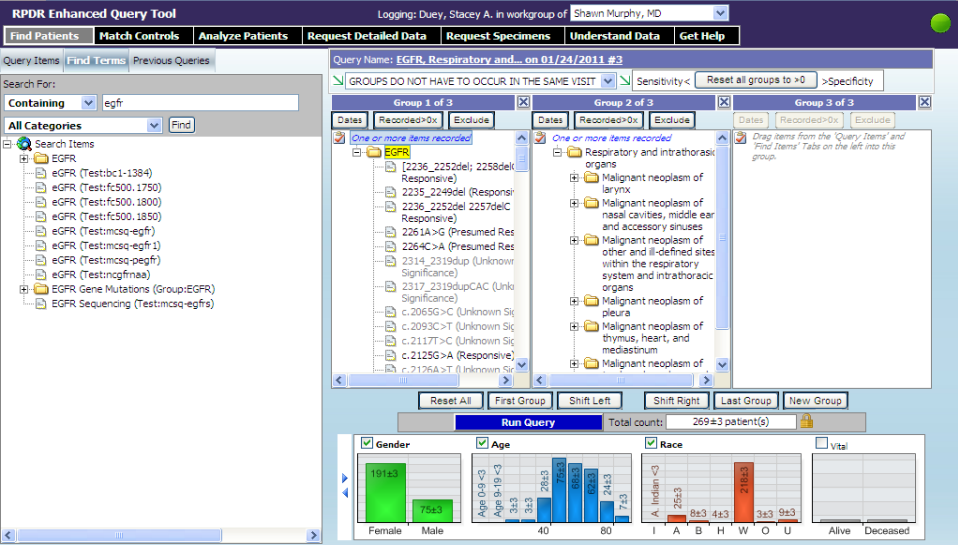 RPDR Enhanced Query Tool
Logging: Duey, Stacey A. in workgroup of Shawn Murphy, MD
Find Patients Match Controls Analyze Patients Request Detailed Data Request Specimens Understand Data Get Help
Query Items Find Terms Previous Queries
Search For:
Containing egfr
All Categories Find
Search Items
EGFR
eGFR (Test:bc1-1384)
eGFR (Test:fc500.1750)
eGFR (Test:fc500.1800)
eGFR (Test:fc500.1850)
eGFR (Test:mcsq-egfr)
eGFR (Test:mcsq-egfr1)
eGFR (Test:mcsq-pegfr)
eGFR (Test:ncgfrnaa)
EGFR Gene Mutations (Group:EGFR)
EGFR Sequencing (Test:mcsq-egfrs)
Query Name: EGFR, Respiratory and... on 01/24/2011 #3
GROUPS DO NOT HAVE TO OCCUR IN THE SAME VISIT Sensitivity< Reset all groups to >0 >Specificity
Group 1 of 3
Dates Recorded>0x Exclude
One or more items recorded
EGFR
[2236_2252del; 2258delC
Responsive)
2235_2249del (Responsiv
2236_2252del 2257delC
Responsive)
2261A>G (Presumed Res
2264C>A (Presumed Res
2314_2319dup (Unknown
Significance)
2317_2319dupCAC (Unk
Significance)
c.2065G>C (Unknown Sig
c.2093C>T (Unknown Sig
c.2117T>C (Unknown Sig
c.2125G>A (Responsive)
c.2126A>T (Unknown Sig
Group 2 of 3
Dates Recorded>0x Exclude
One or more items recorded
Respiratory and intrathorasic
organs
Malignant neoplasm of
larynx
Malignant neoplasm of
nasal cavities, middle ear
and accessory sinuses
Malignant neoplasm of
other and ill-defined sites
within the respiratory
system and intrathoracic
organs
Malignant neoplasm of
pleura
Malignant neoplasm of
thymus, heart, and
mediastinum
Malignant neoplasm of
Group 3 of 3
Dates Recorded>0x Exclude
Drag items from the 'Query Items' and
'Find Items' Tabs on the left into this
group.
Reset All First Group Shift Left Shift Right Last Group New Group
Run Query Total count: 269±3 patient(s)
Gender
191±3
75±3
Female Male
Age
Age 0-9 <3
Age 9-19 <3
3±3
3±3
28±3
75±3
68±3
62±3
24±3
7±3
40 80
Race
A. Indian <3
25±3
8±3
4±3
218±3
3±3
9±3
I A B H W O U
Vital
Alive Deceased